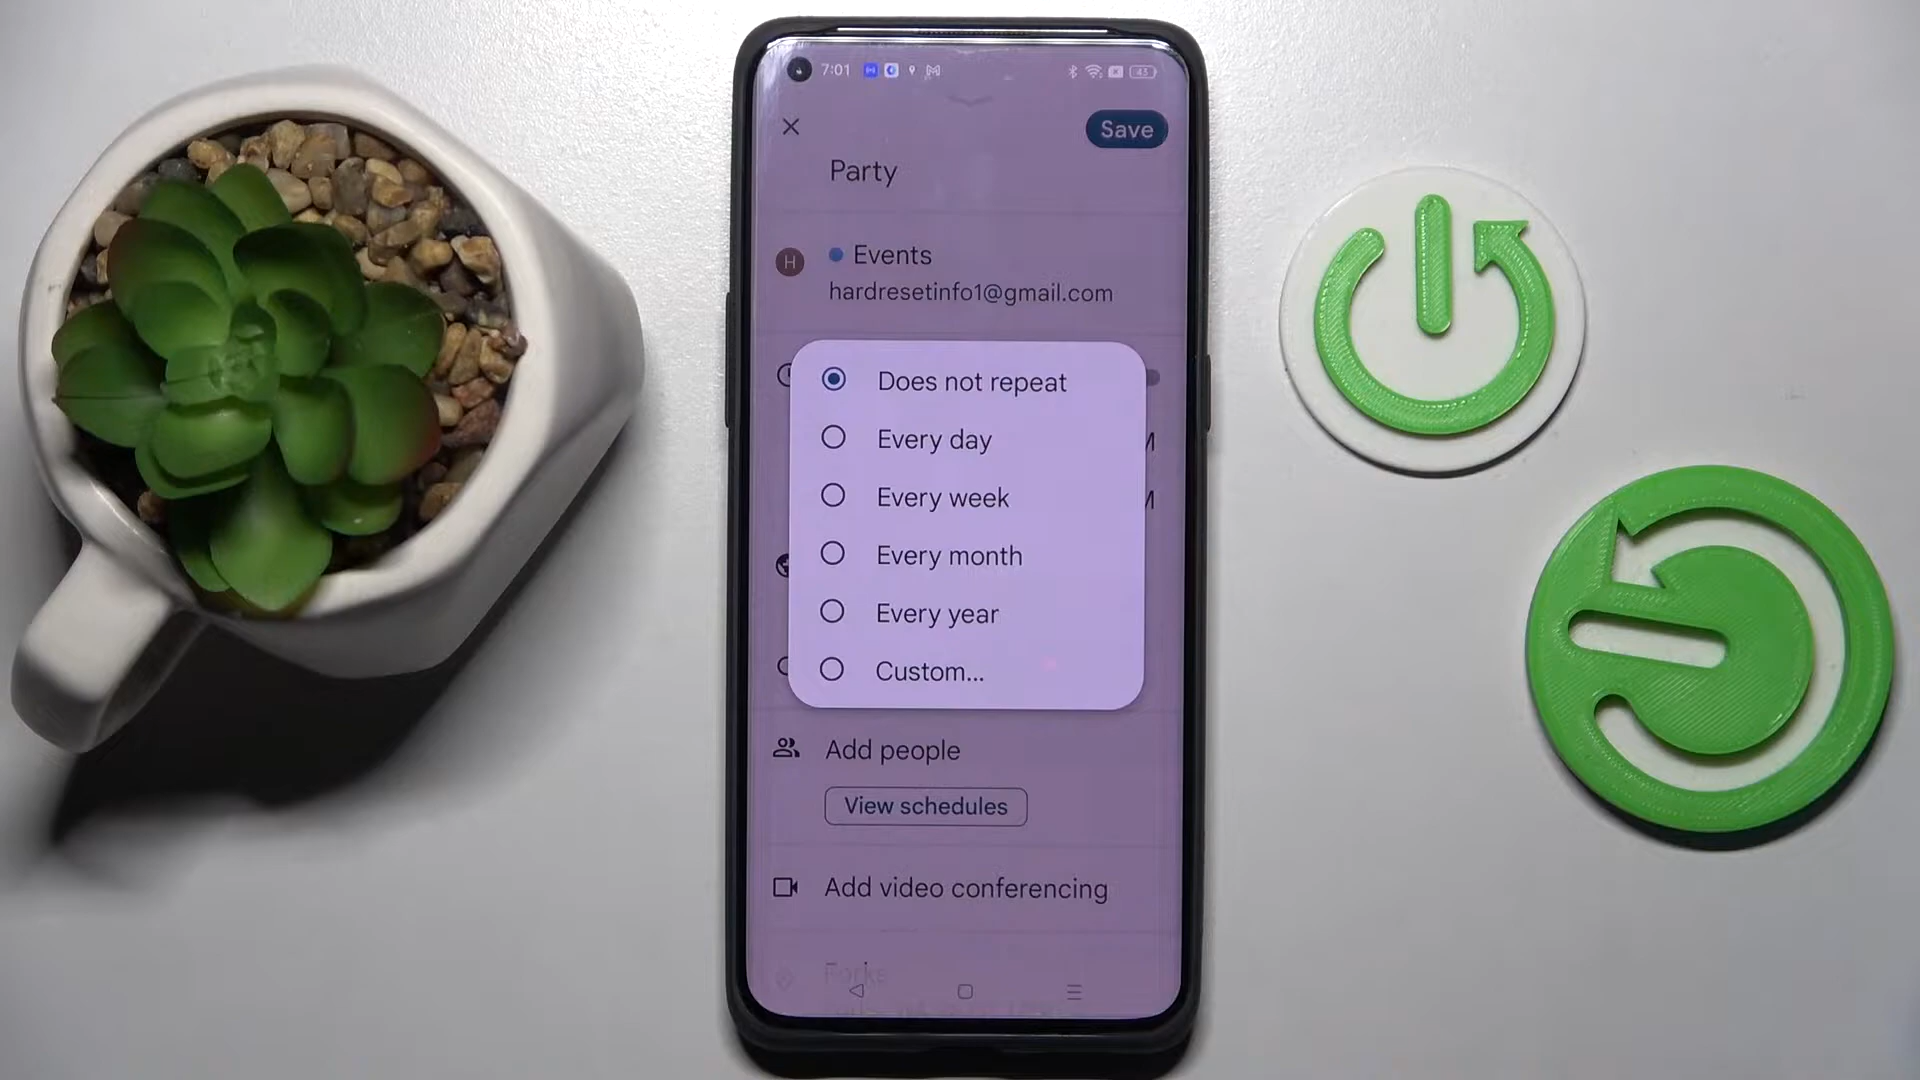 7:01
43
Save
Party
H
Events
hardresetinfo1@gmail.com
Does not repeat
Every day
M
Every week
M
Every month
Every year
Custom...
Add people
View schedules
Add video conferencing